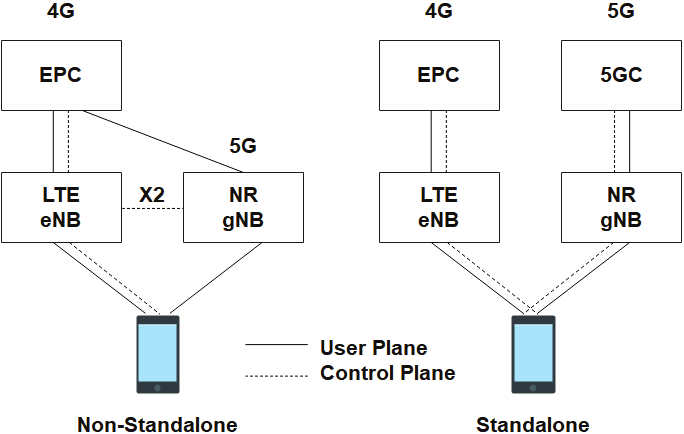 4G
EPC
5G
LTE
eNB
X2
NR
gNB
Non-Standalone
User Plane
Control Plane
4G
5G
EPC
5GC
LTE
eNB
NR
gNB
Standalone